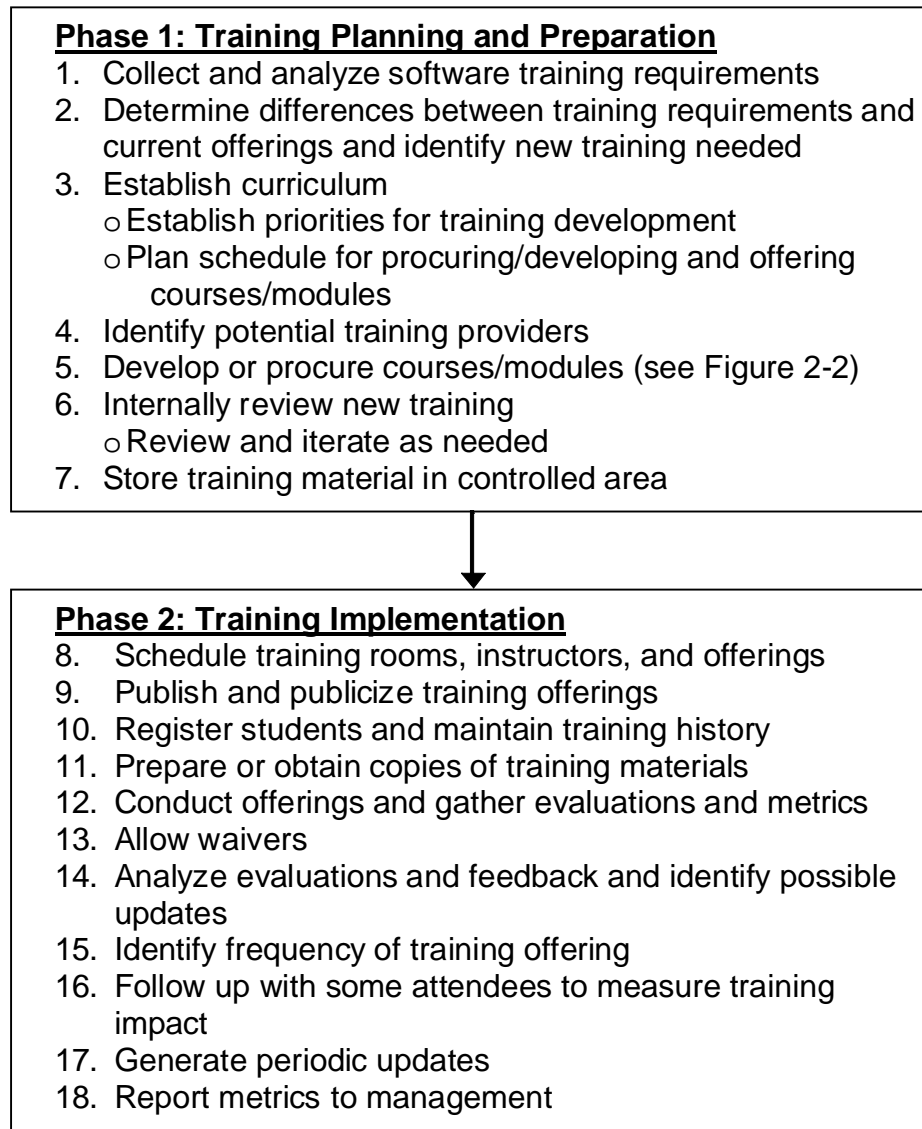 Phase 1: Training Planning and Preparation
1. Collect and analyze software training requirements
2. Determine differences between training requirements and
current offerings and identify new training needed
3. Establish curriculum
o Establish priorities for training development
o Plan schedule for procuring/developing and offering
courses/modules
4. Identify potential training providers
5. Develop or procure courses/modules (see Figure 2-2)
6. Internally review new training
o Review and iterate as needed
7. Store training material in controlled area
Phase 2: Training Implementation
8. Schedule training rooms, instructors, and offerings
9. Publish and publicize training offerings
10. Register students and maintain training history
11. Prepare or obtain copies of training materials
12. Conduct offerings and gather evaluations and metrics
13. Allow waivers
14. Analyze evaluations and feedback and identify possible
updates
15. Identify frequency of training offering
16. Follow up with some attendees to measure training
impact
17. Generate periodic updates
18. Report metrics to management